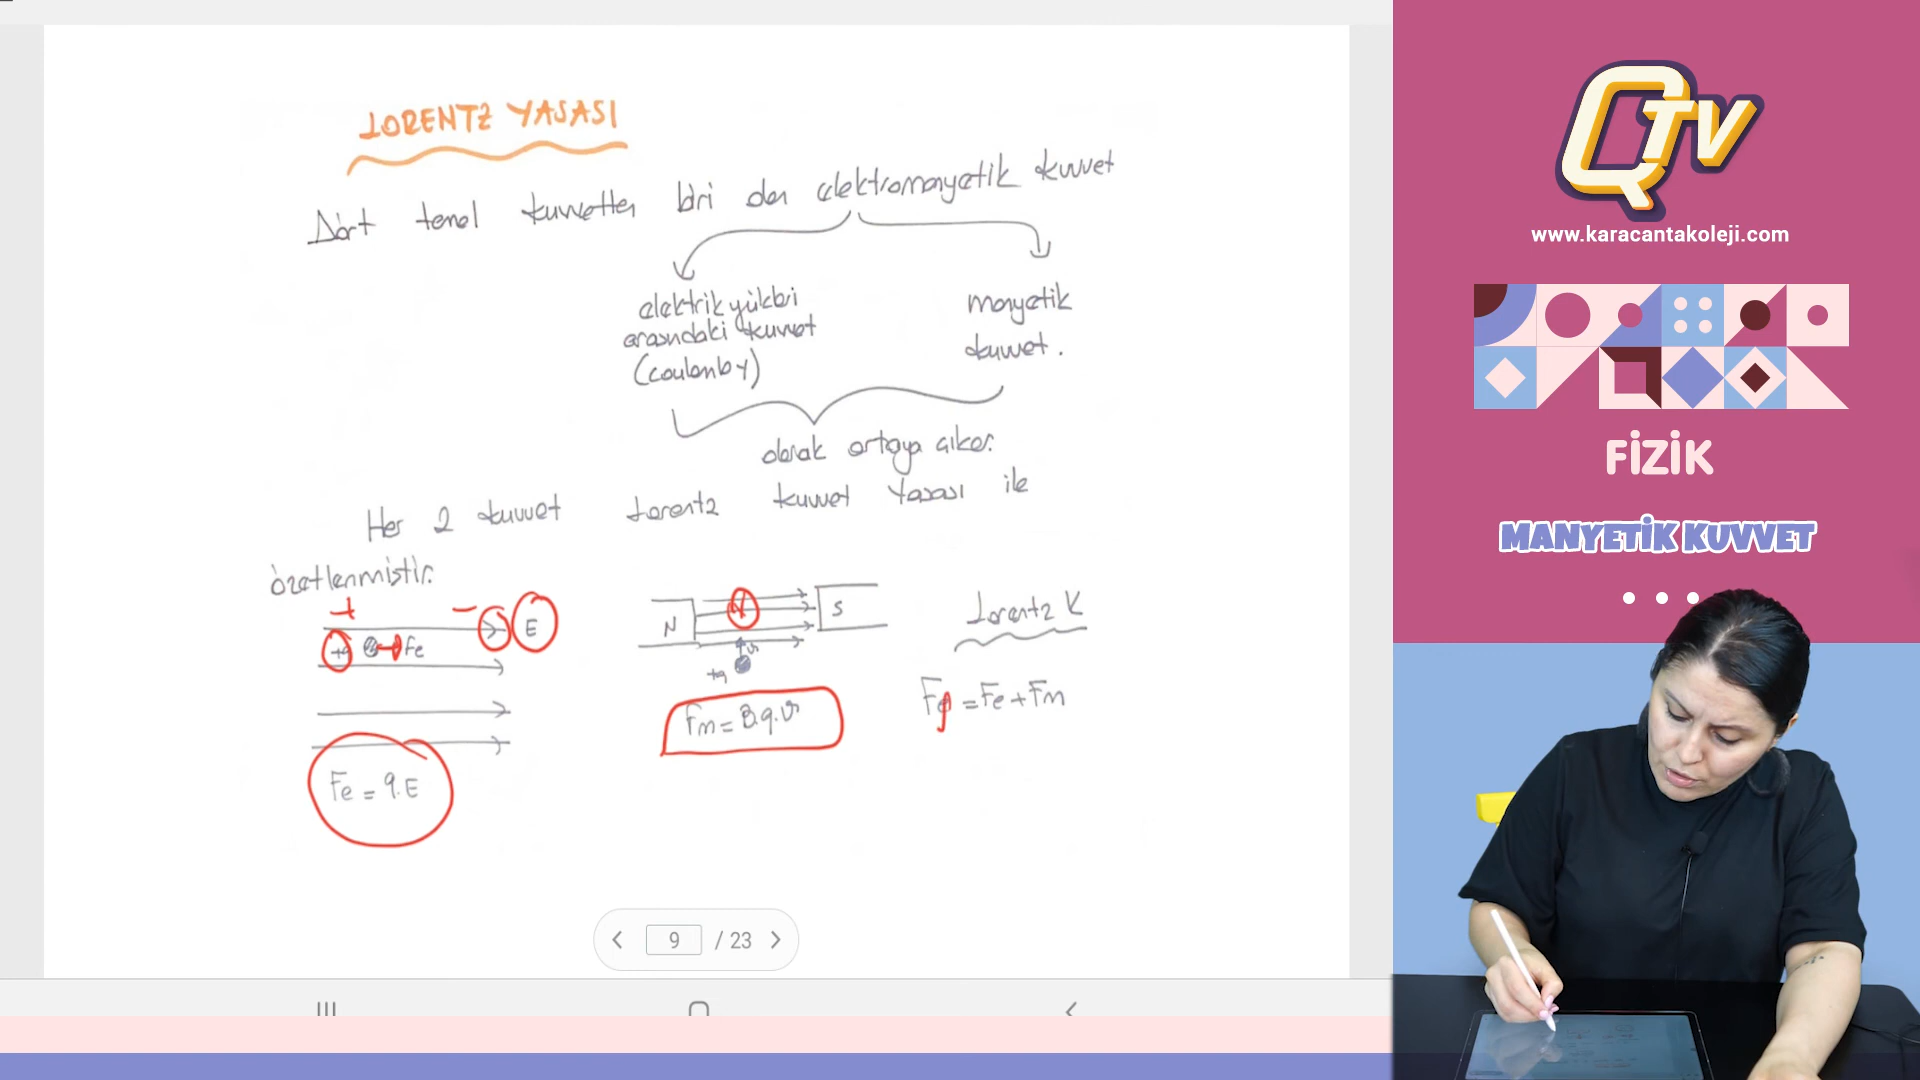 LORENTZ YASASI
Dört temel kuvvetten biri den elektromanyetik kuvvet
elektrik yükleri
arasındaki kuvvet
(coulomb y)
manyetik
kuvvet.
olarak ortaya çıkar.
Her 2 kuvvet Lorentz kuvvet Yasası ile
özetlenmiştir.
+ −
E
+q Fe
Fe = q.E
N S
v
+q
Fm = B.q.v
Lorentz K
= Fe + Fm
9 / 23
QTV
www.karacantakoleji.com
FİZİK
MANYETİK KUVVET